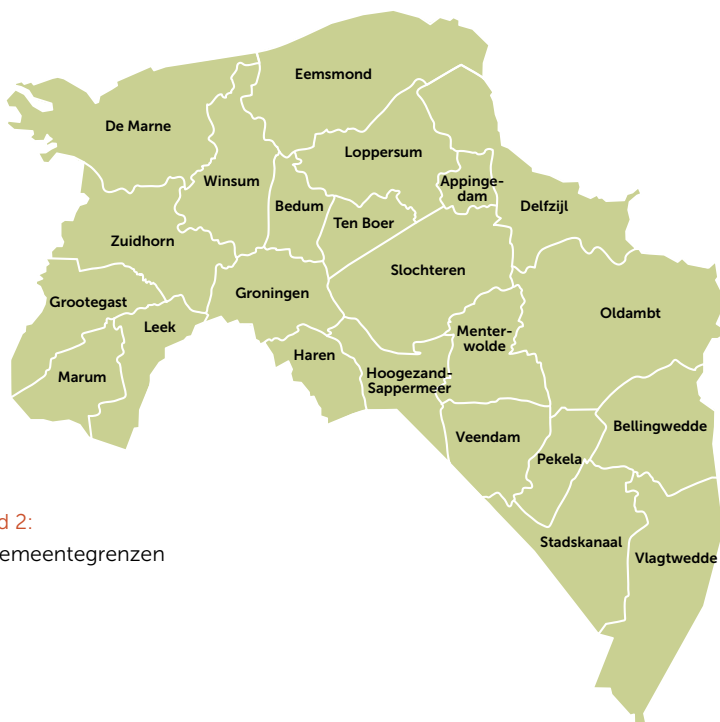 Eemsmond
De Marne
Loppersum
Winsum
Appinge-
dam
Bedum
Delfzijl
Ten Boer
Zuidhorn
Slochteren
Groningen
Grootegast
Oldambt
Leek
Menter-
wolde
Haren
Hoogezand-
Sappermeer
Marum
Bellingwedde
Veendam
Pekela
d 2:
Stadskanaal
emeentegrenzen
Vlagtwedde